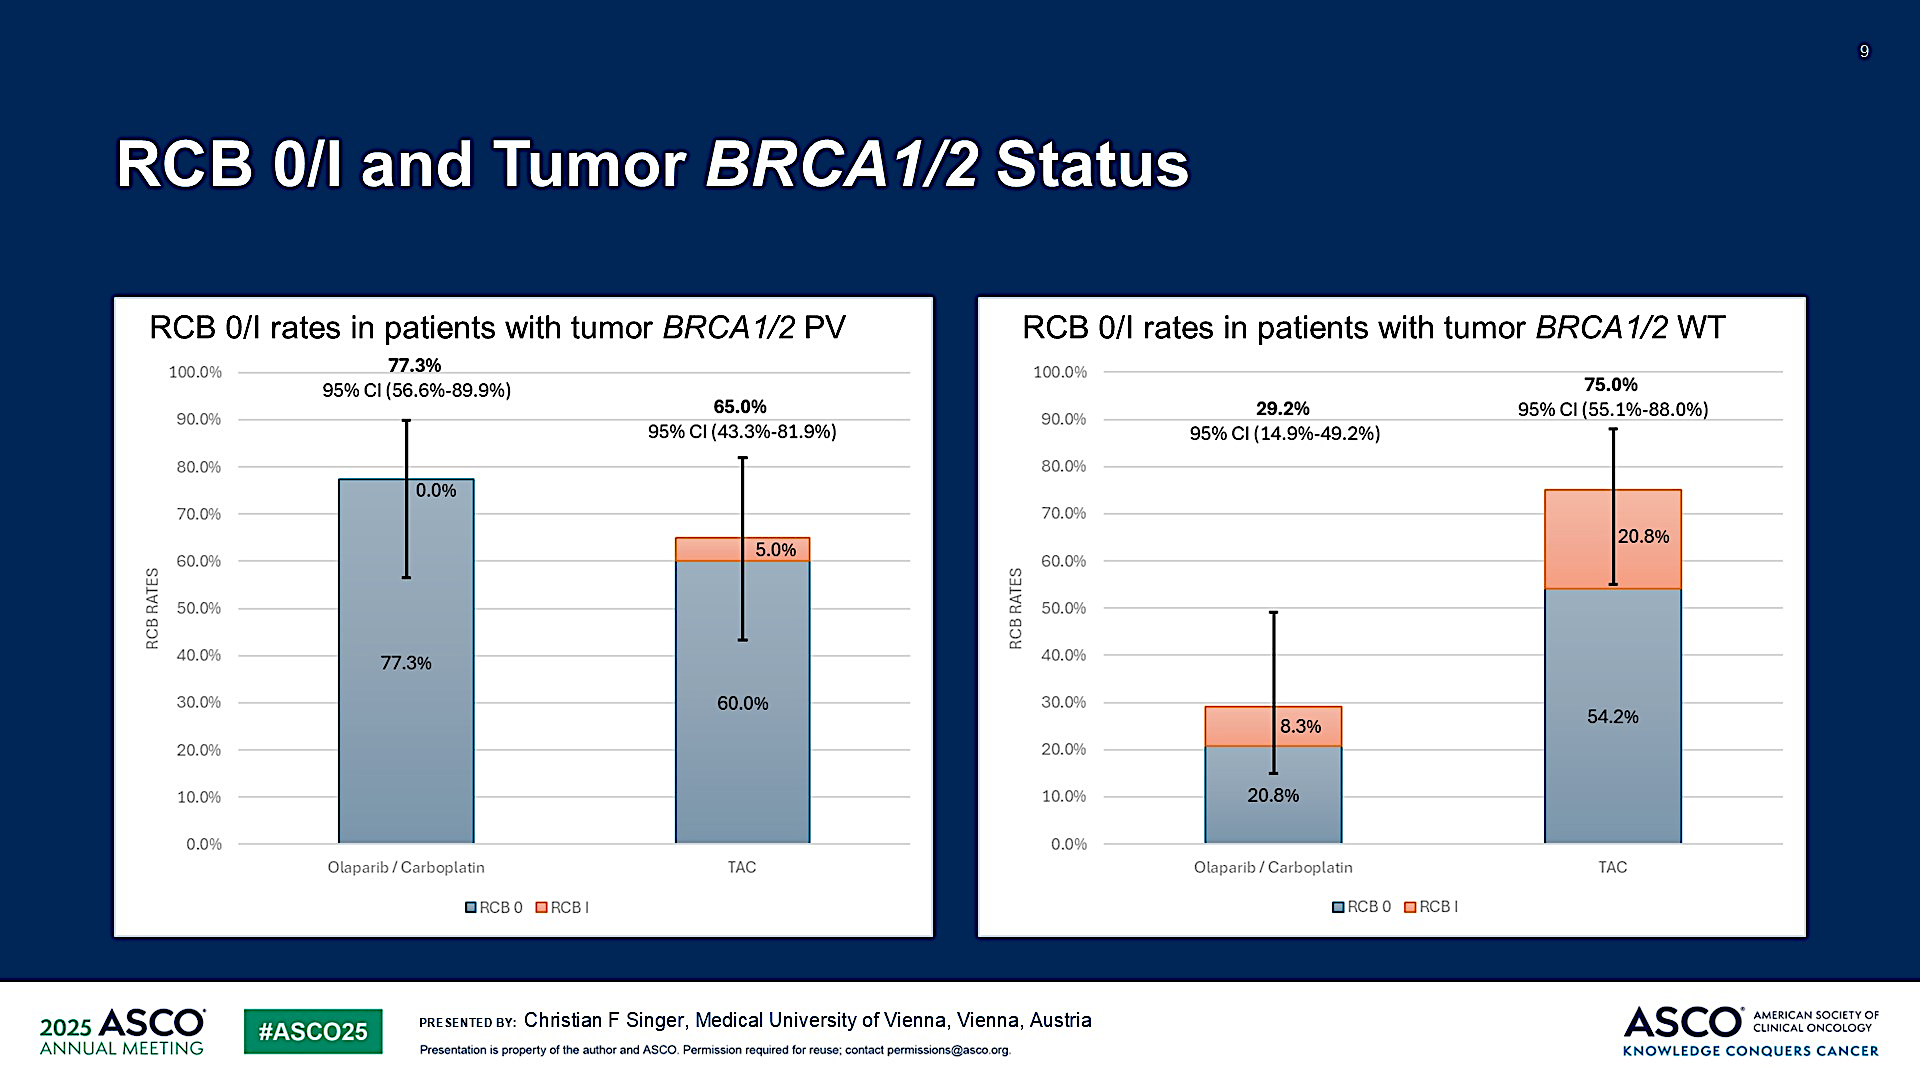 9
RCB 0/I and Tumor BRCA1/2 Status
RCB 0/I rates in patients with tumor BRCA1/2 PV
77.3%
95% CI (56.6%-89.9%)
65.0%
95% CI (43.3%-81.9%)
100.0%
90.0%
80.0%
70.0%
60.0%
50.0%
40.0%
30.0%
20.0%
10.0%
0.0%
RCB RATES
0.0%
77.3%
5.0%
60.0%
Olaparib / Carboplatin
TAC
RCB 0 RCB I
RCB 0/I rates in patients with tumor BRCA1/2 WT
29.2%
95% CI (14.9%-49.2%)
75.0%
95% CI (55.1%-88.0%)
100.0%
90.0%
80.0%
70.0%
60.0%
50.0%
40.0%
30.0%
20.0%
10.0%
0.0%
RCB RATES
8.3%
20.8%
20.8%
54.2%
Olaparib / Carboplatin
TAC
RCB 0 RCB I
2025 ASCO
ANNUAL MEETING
#ASCO25
PRESENTED BY: Christian F Singer, Medical University of Vienna, Vienna, Austria
Presentation is property of the author and ASCO. Permission required for reuse; contact permissions@asco.org.
ASCO AMERICAN SOCIETY OF
CLINICAL ONCOLOGY
KNOWLEDGE CONQUERS CANCER